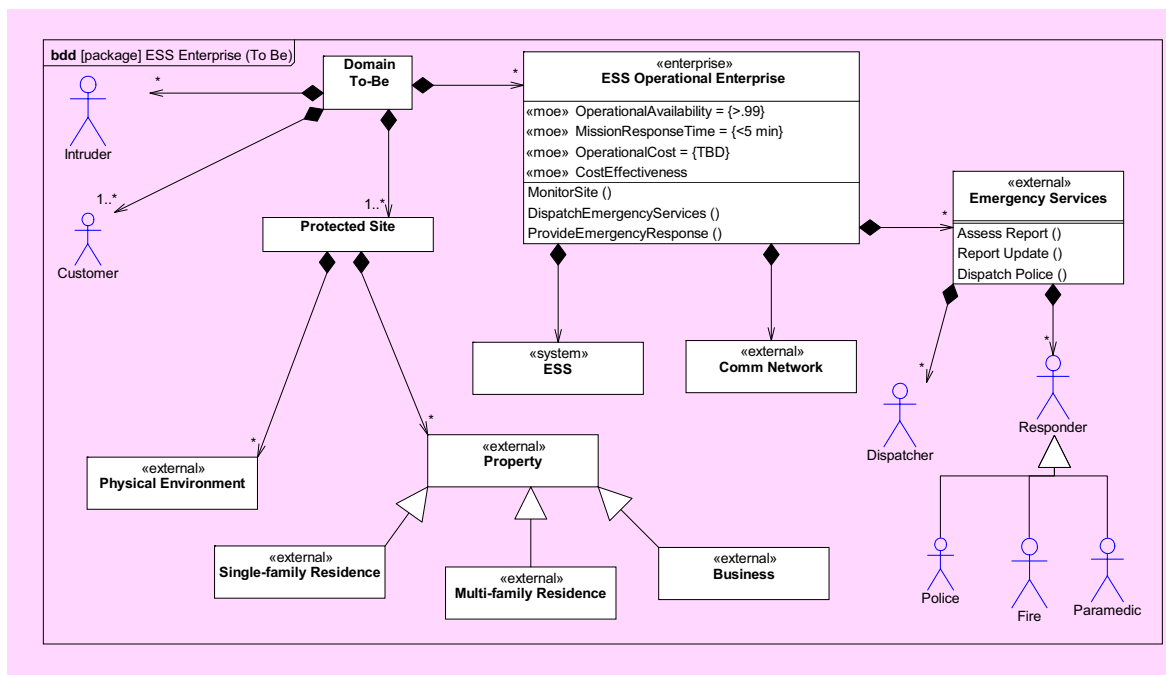 bdd [package] ESS Enterprise (To Be)
Domain
To-Be
*
Intruder
1..*
Customer
1..*
Protected Site
*
«enterprise»
ESS Operational Enterprise
«moe» OperationalAvailability = {>.99}
«moe» MissionResponseTime = {<5 min}
«moe» OperationalCost = {TBD}
«moe» CostEffectiveness
MonitorSite ()
DispatchEmergencyServices ()
ProvideEmergencyResponse ()
*
«external»
Emergency Services
Assess Report ()
Report Update ()
Dispatch Police ()
«system»
ESS
«external»
Comm Network
*
Dispatcher
*
Responder
*
«external»
Physical Environment
*
«external»
Property
«external»
Single-family Residence
«external»
Multi-family Residence
«external»
Business
Police
Fire
Paramedic